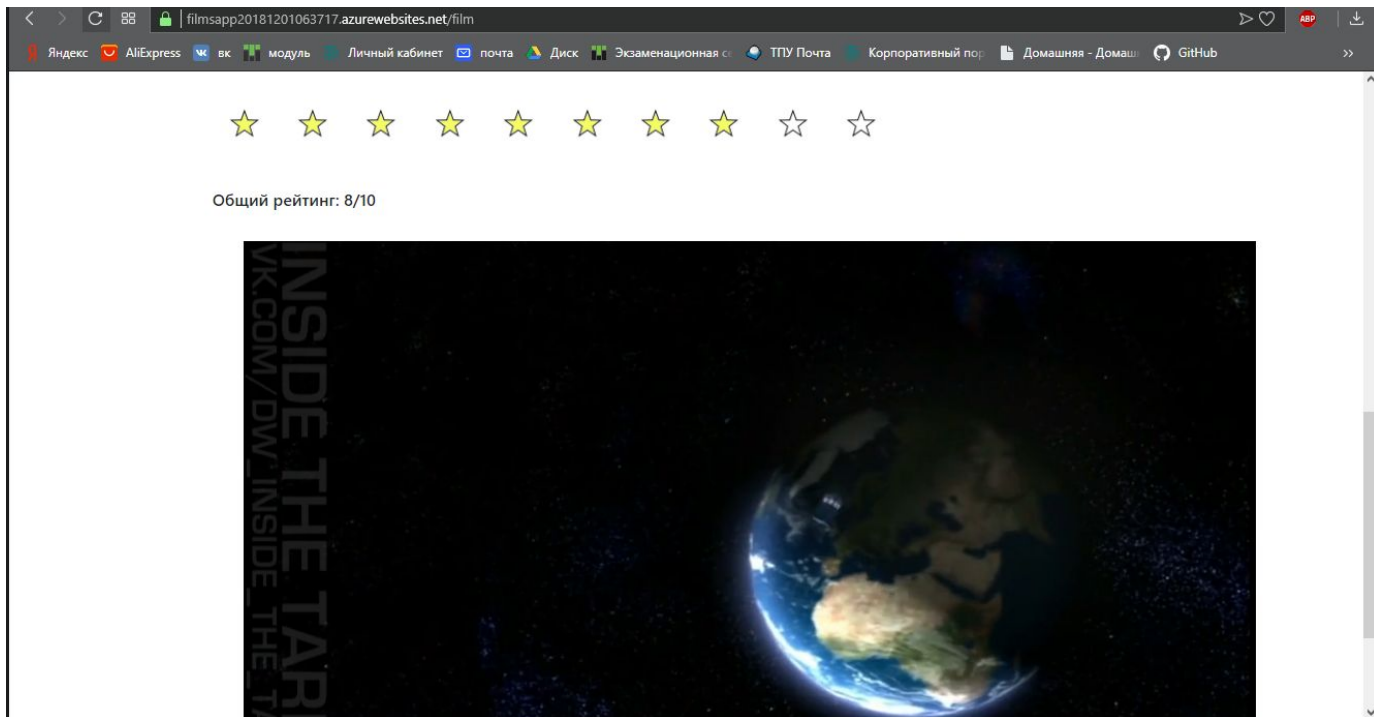 filmsapp20181201063717.azurewebsites.net/film
ABP
Яндекс AliExpress вк модуль Личный кабинет почта Диск Экзаменационная с ТПУ Почта Корпоративный пор Домашняя - Домаш GitHub
Общий рейтинг: 8/10
INSIDE THE TAR
VK.COM/DW_INSIDE_THE_TA